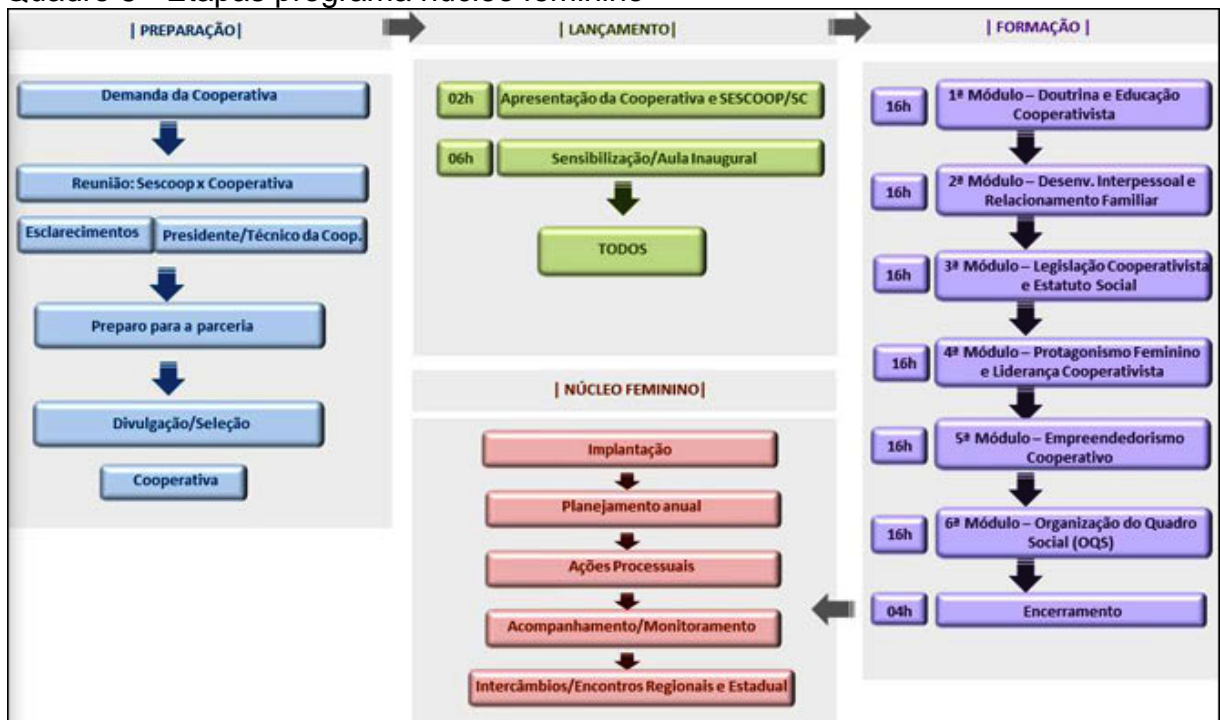 Quadro 3 - Etapas programa núcleo feminino
| PREPARAÇÃO|
Demanda da Cooperativa
Reunião: Sescoop x Cooperativa
Esclarecimentos
Presidente/Técnico da Coop.
Preparo para a parceria
Divulgação/Seleção
Cooperativa
| LANÇAMENTO|
02h
Apresentação da Cooperativa e SESCOOP/SC
06h
Sensibilização/Aula Inaugural
TODOS
| FORMAÇÃO |
16h
1ª Módulo – Doutrina e Educação
Cooperativista
16h
2ª Módulo – Desenv. Interpessoal e
Relacionamento Familiar
16h
3ª Módulo – Legislação Cooperativista
e Estatuto Social
16h
4ª Módulo – Protagonismo Feminino
e Liderança Cooperativista
16h
5ª Módulo – Empreendedorismo
Cooperativo
16h
6ª Módulo – Organização do Quadro
Social (OQS)
04h
Encerramento
| NÚCLEO FEMININO|
Implantação
Planejamento anual
Ações Processuais
Acompanhamento/Monitoramento
Intercâmbios/Encontros Regionais e Estadual